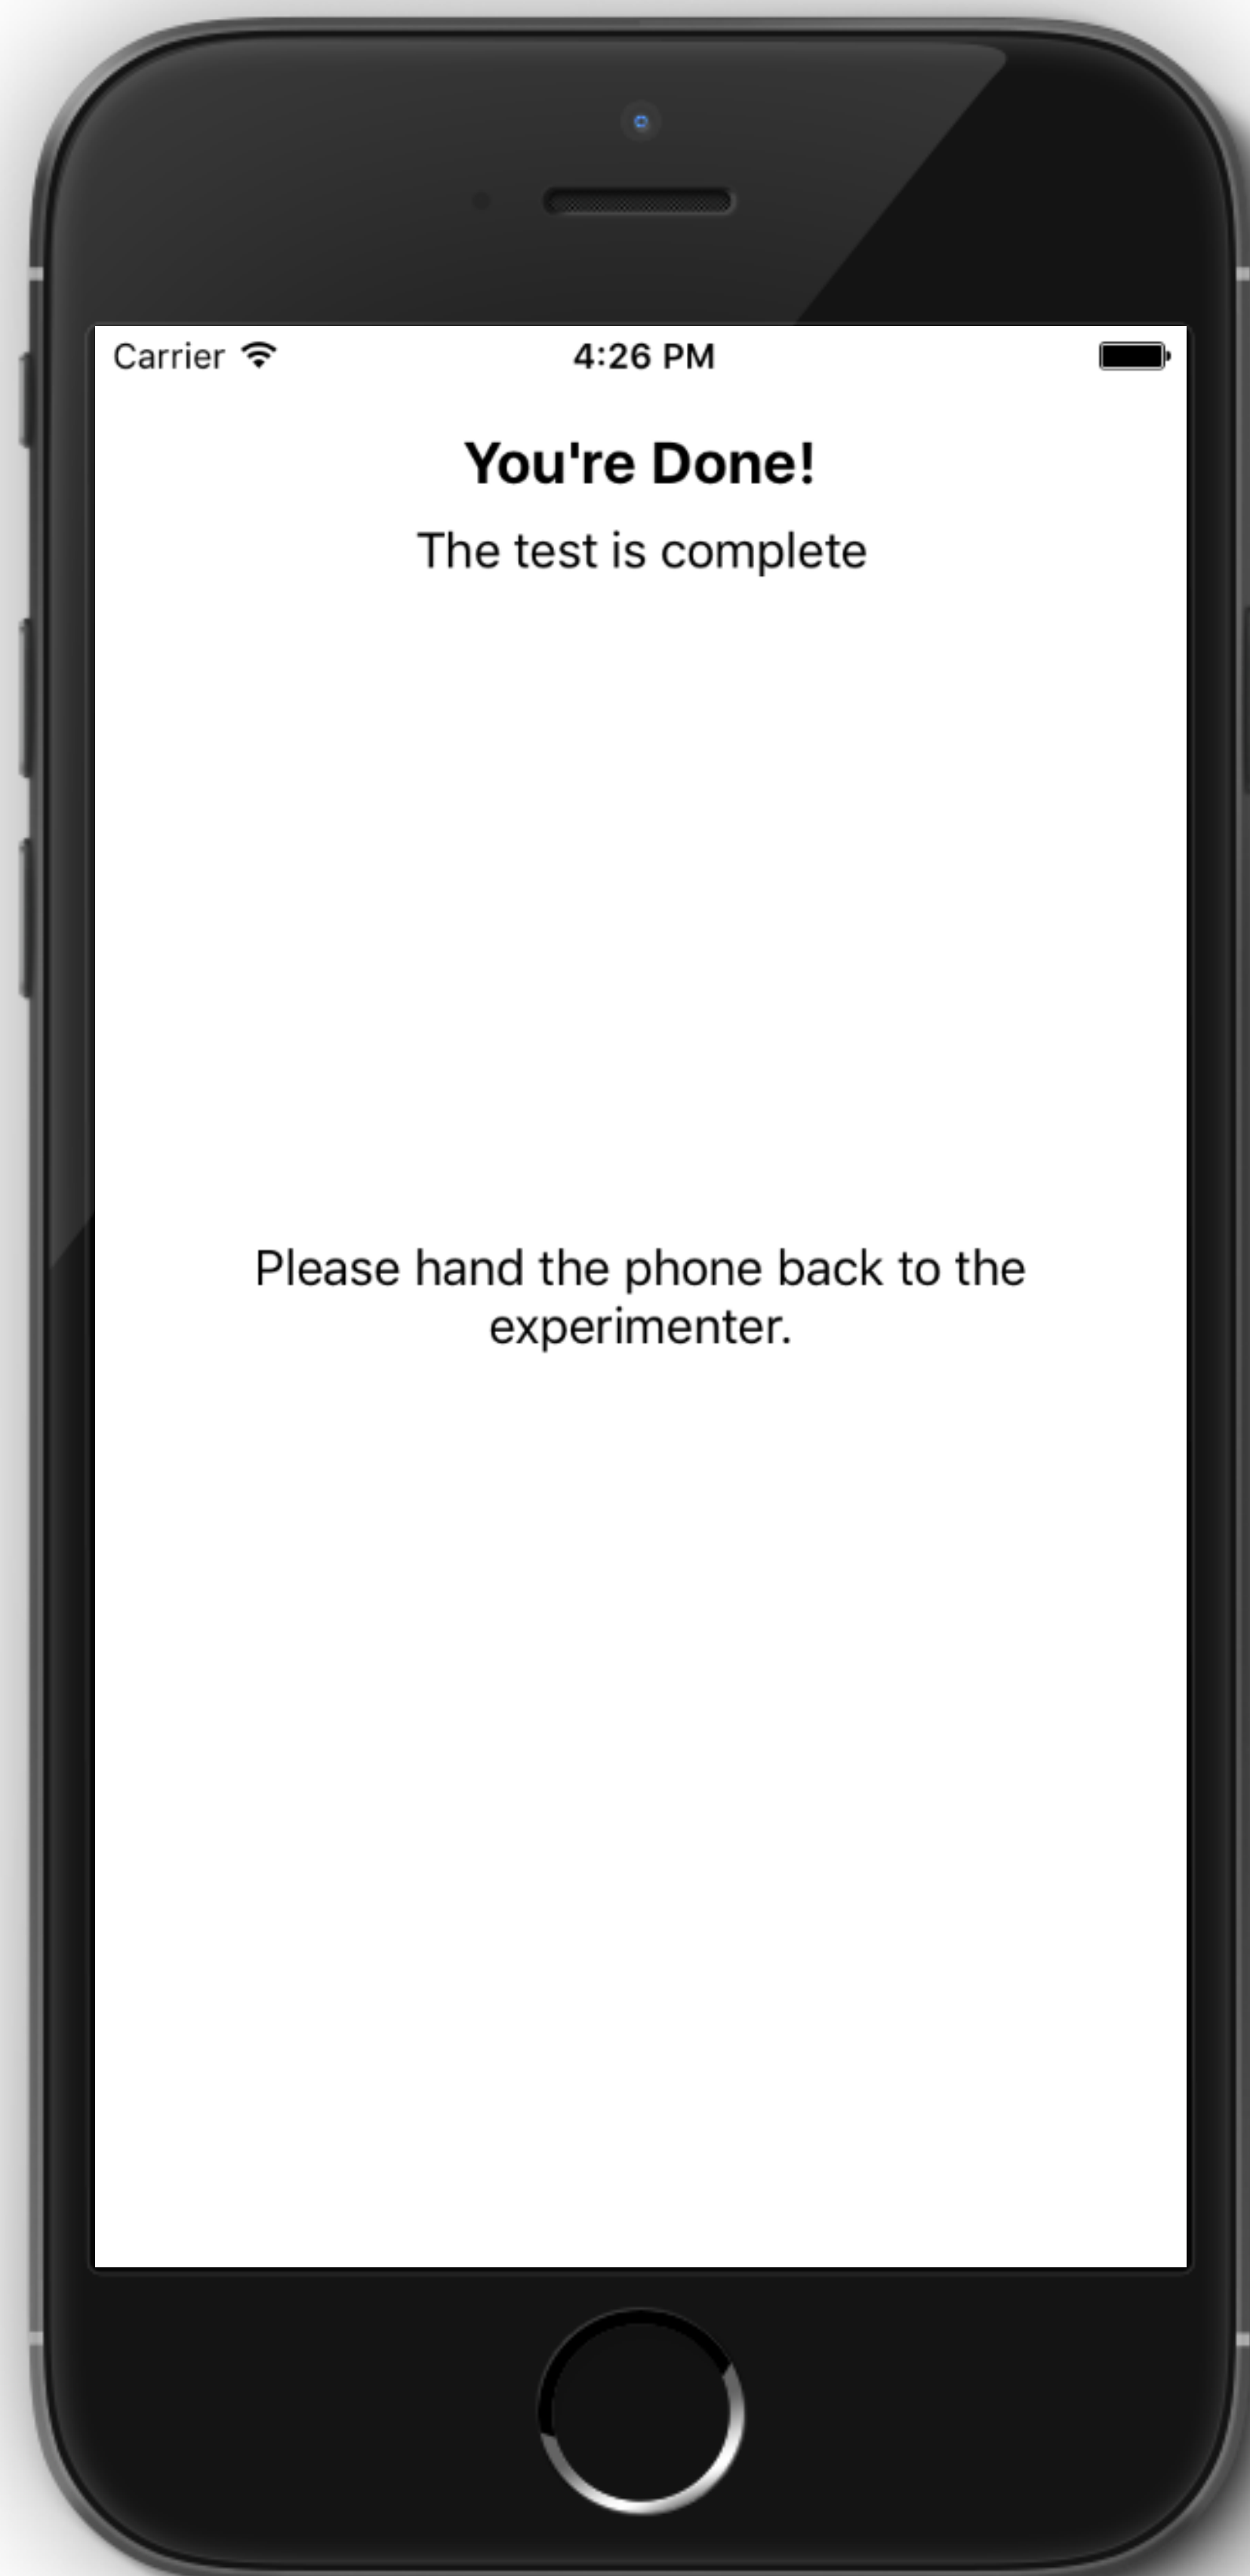 Carrier 4:26 PM
You're Done!
The test is complete
Please hand the phone back to the
experimenter.